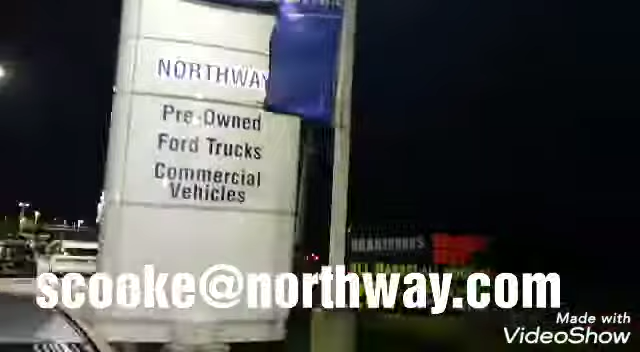 NORTHWAY
Pre-Owned
Ford Trucks
Commercial
Vehicles
scooke@northway.com
Made with
VideoShow